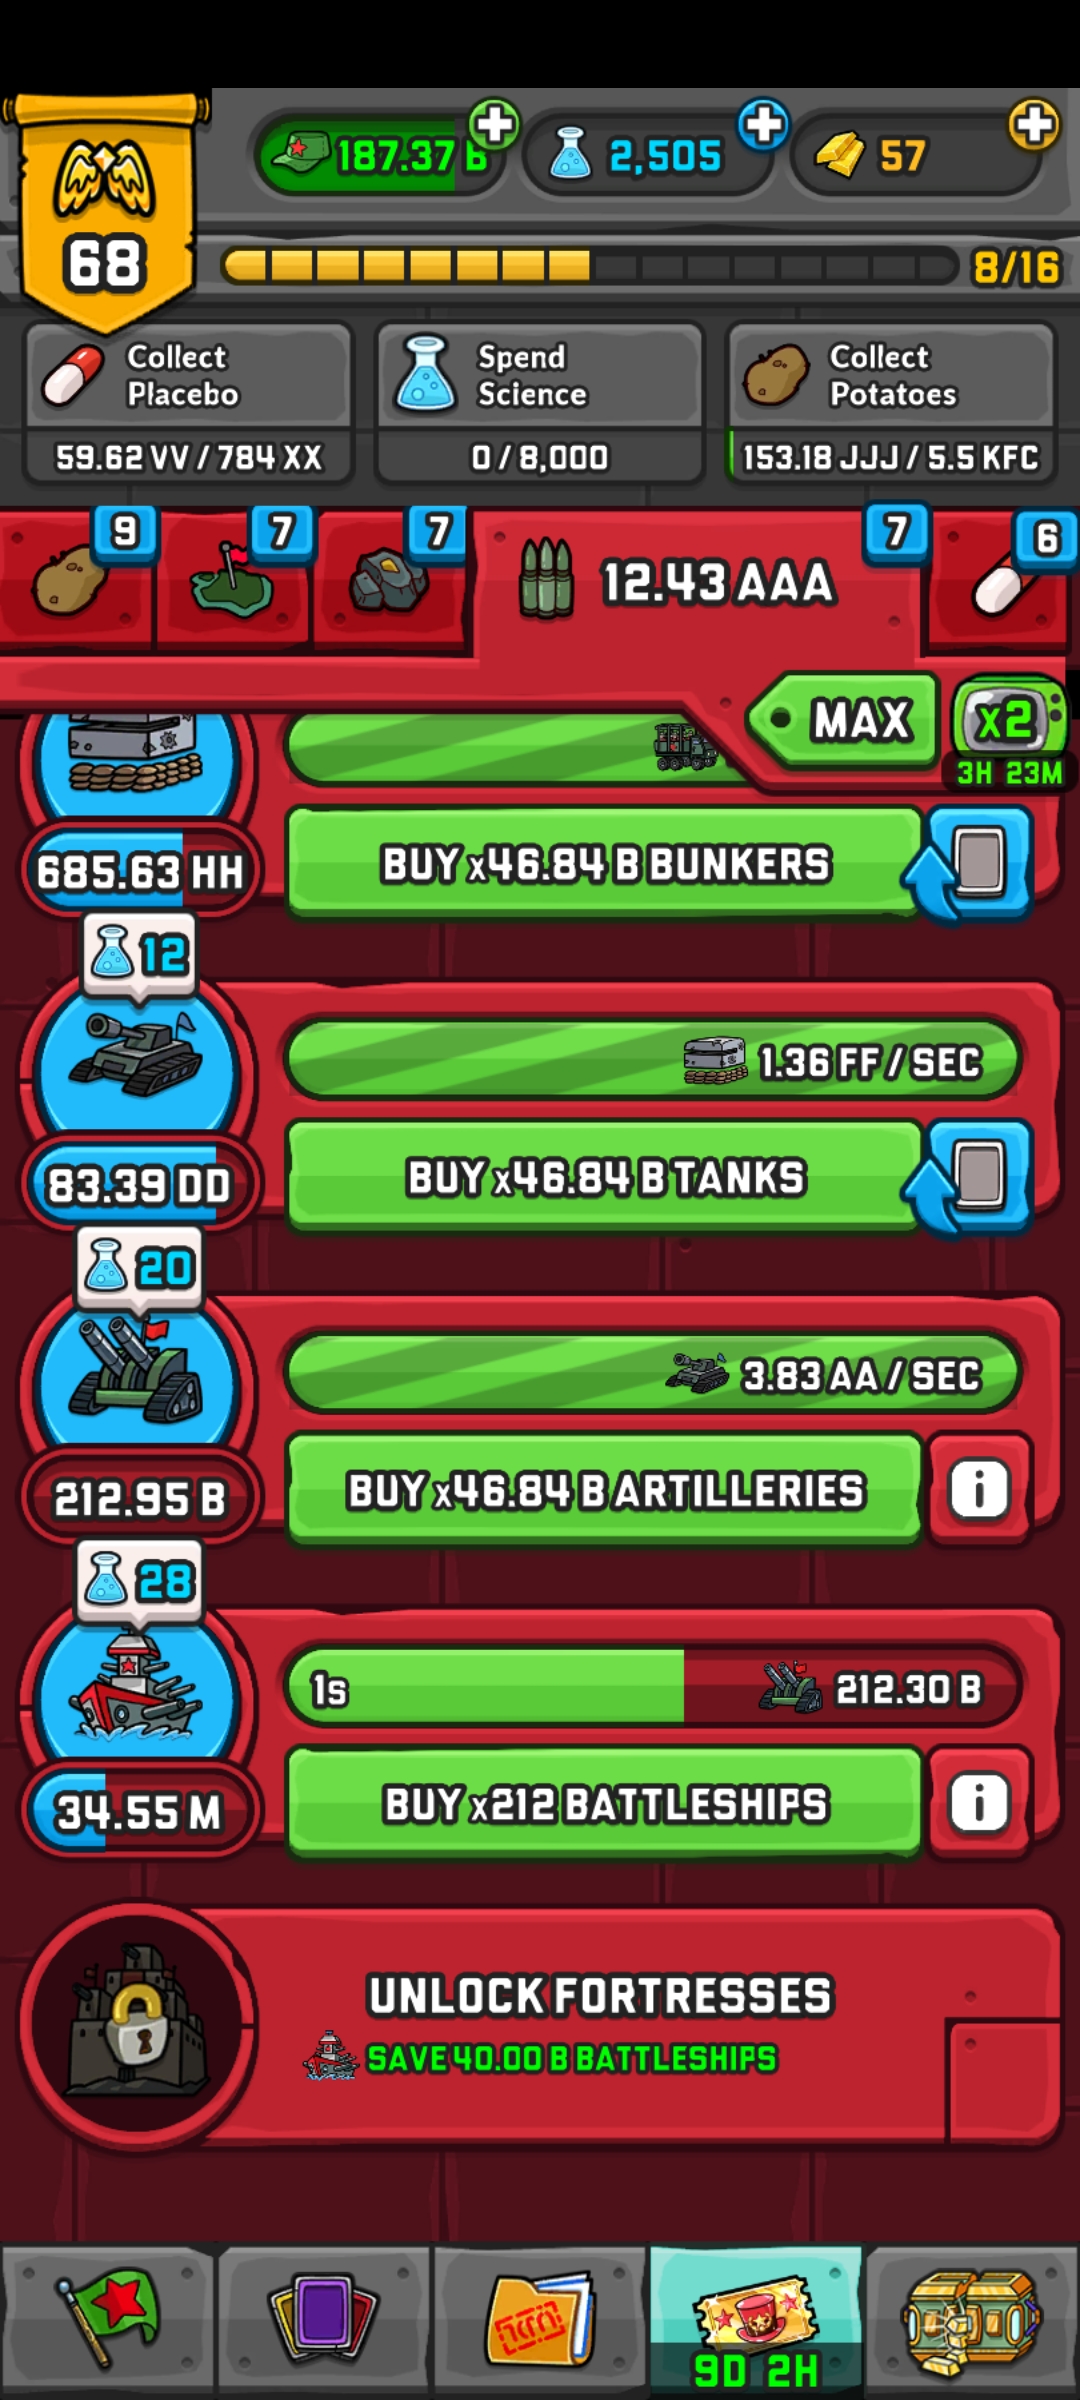 187.37 B
2,505
57
68
8/16
Collect
Placebo
59.62 VV / 784 XX
Spend
Science
0 / 8,000
Collect
Potatoes
153.18 JJJ / 5.5 KFC
9
7
7
12.43 AAA
7
6
MAX
x2
3H 23M
685.63 HH
BUY x46.84 B BUNKERS
12
1.36 FF / SEC
83.39 DD
BUY x46.84 B TANKS
20
3.83 AA / SEC
212.95 B
BUY x46.84 B ARTILLERIES
i
28
1s
212.30 B
34.55 M
BUY x212 BATTLESHIPS
i
UNLOCK FORTRESSES
SAVE 40.00 B BATTLESHIPS
9D 2H